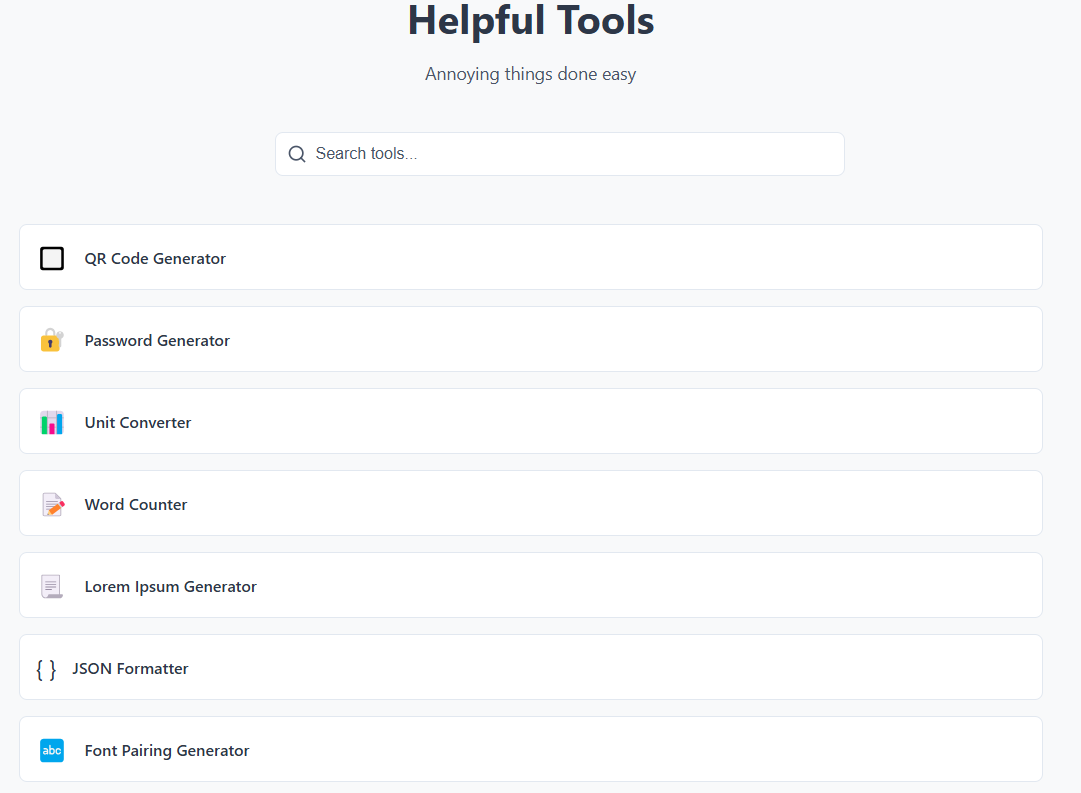 Helpful Tools
Annoying things done easy
Search tools...
QR Code Generator
Password Generator
Unit Converter
Word Counter
Lorem Ipsum Generator
{ } JSON Formatter
abc Font Pairing Generator